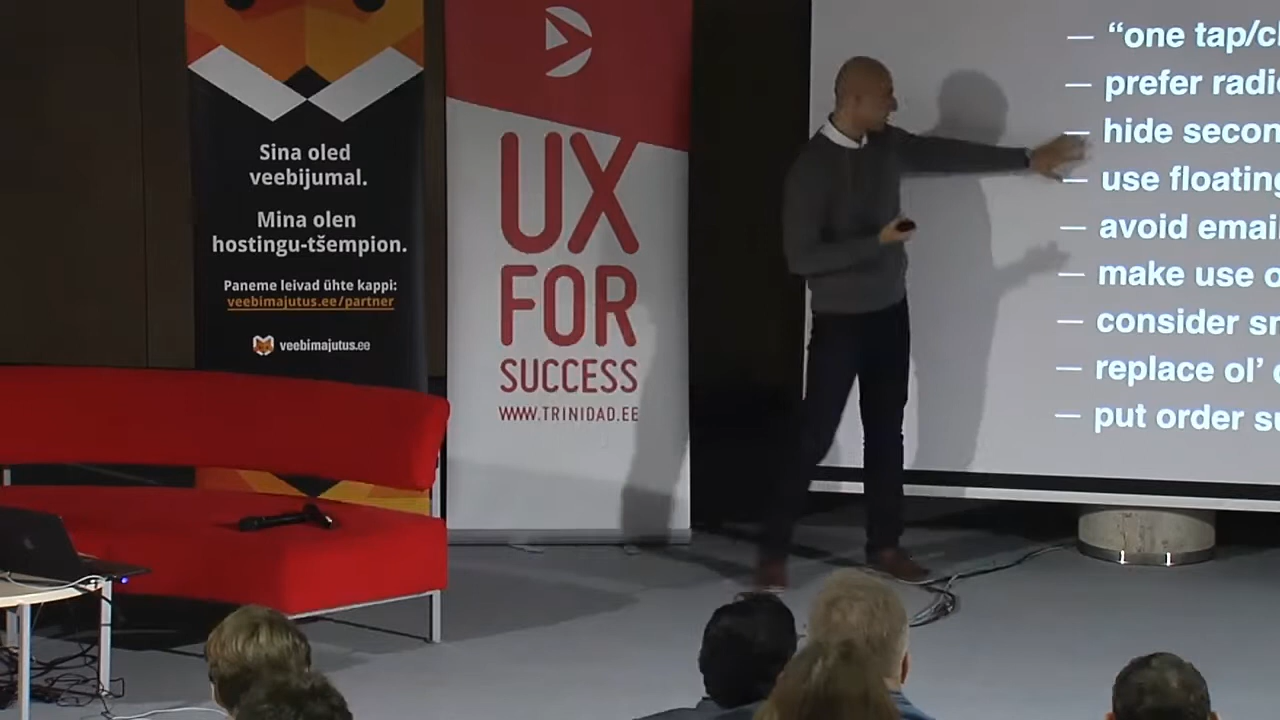 Sina oled
veebijumal.
Mina olen
hostingu-tšempion.
Paneme leivad ühte kappi:
veebimajutus.ee/partner
veebimajutus.ee
UX
FOR
SUCCESS
WWW.TRINIDAD.EE
— “one tap/cl
— prefer radi
— hide secon
— use floating
— avoid emai
— make use o
— consider sm
— replace ol’ c
— put order su